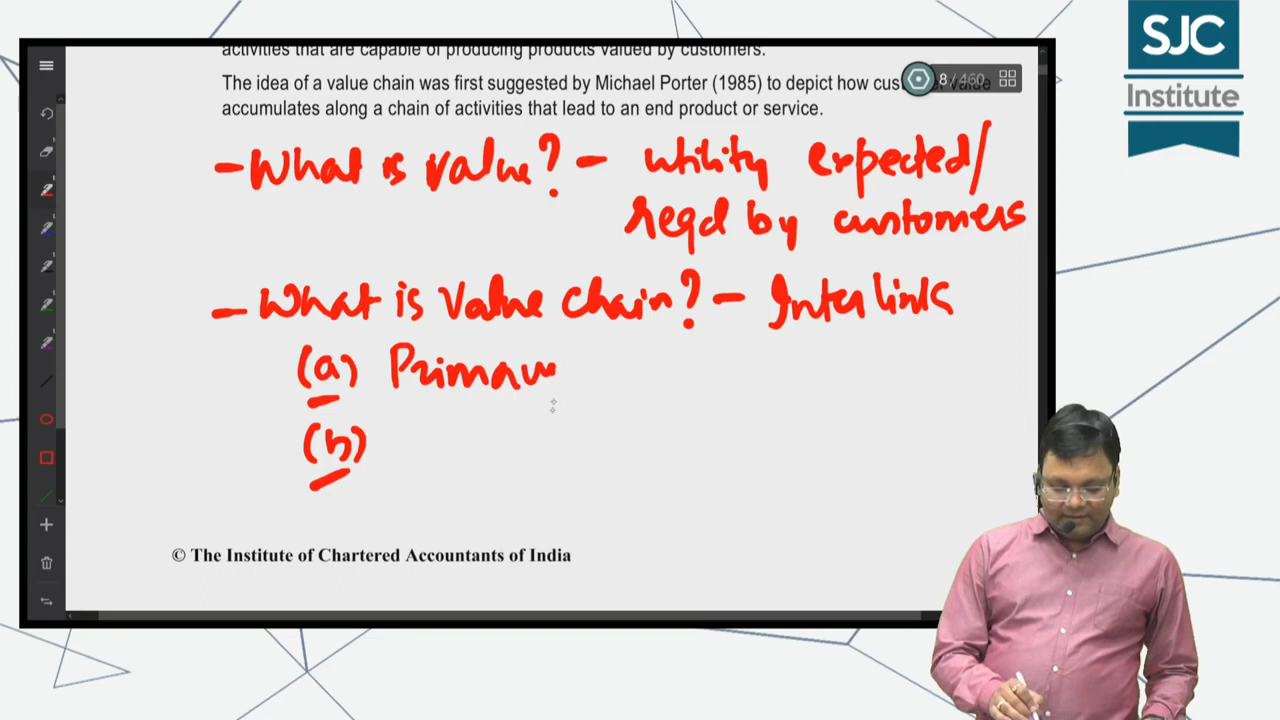 SJC
Institute
activities that are capable of producing products valued by customers.
The idea of a value chain was first suggested by Michael Porter (1985) to depict how customer value
8 / 460
accumulates along a chain of activities that lead to an end product or service.
- What is value? - utility expected/
reqd by customers
- What is value chain? - Interlink
(a) Primary
(b)
© The Institute of Chartered Accountants of India